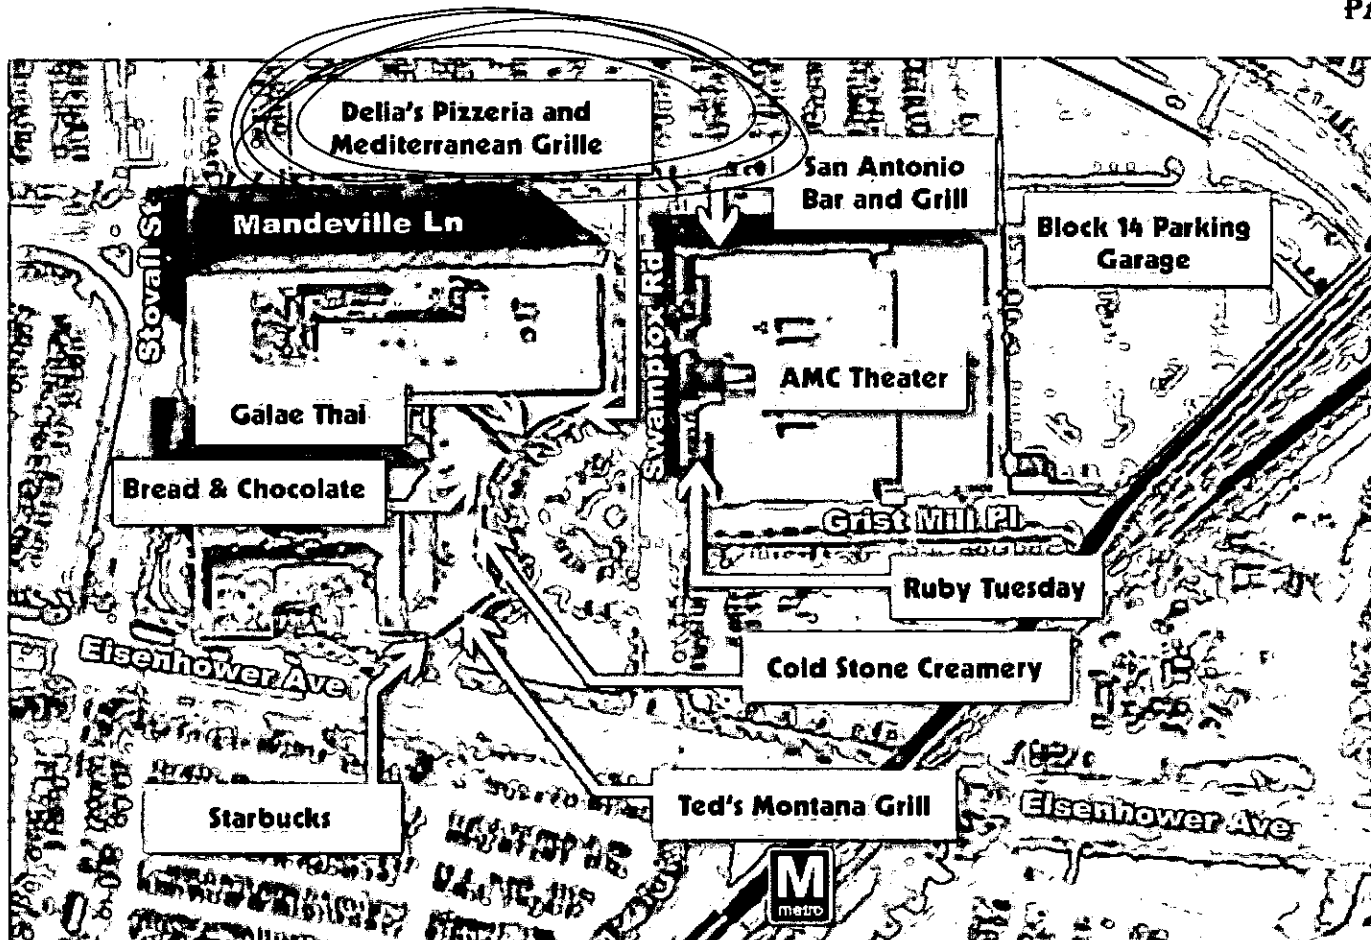 Delia's Pizzeria and
Mediterranean Grille
San Antonio
Bar and Grill
Mandeville Ln
Stovall St
Block 14 Parking
Garage
Swampfox Rd
AMC Theater
Galae Thai
Bread & Chocolate
Grist Mill Pl
Ruby Tuesday
Eisenhower Ave
Cold Stone Creamery
Ted's Montana Grill
Starbucks
Eisenhower Ave
M
metro